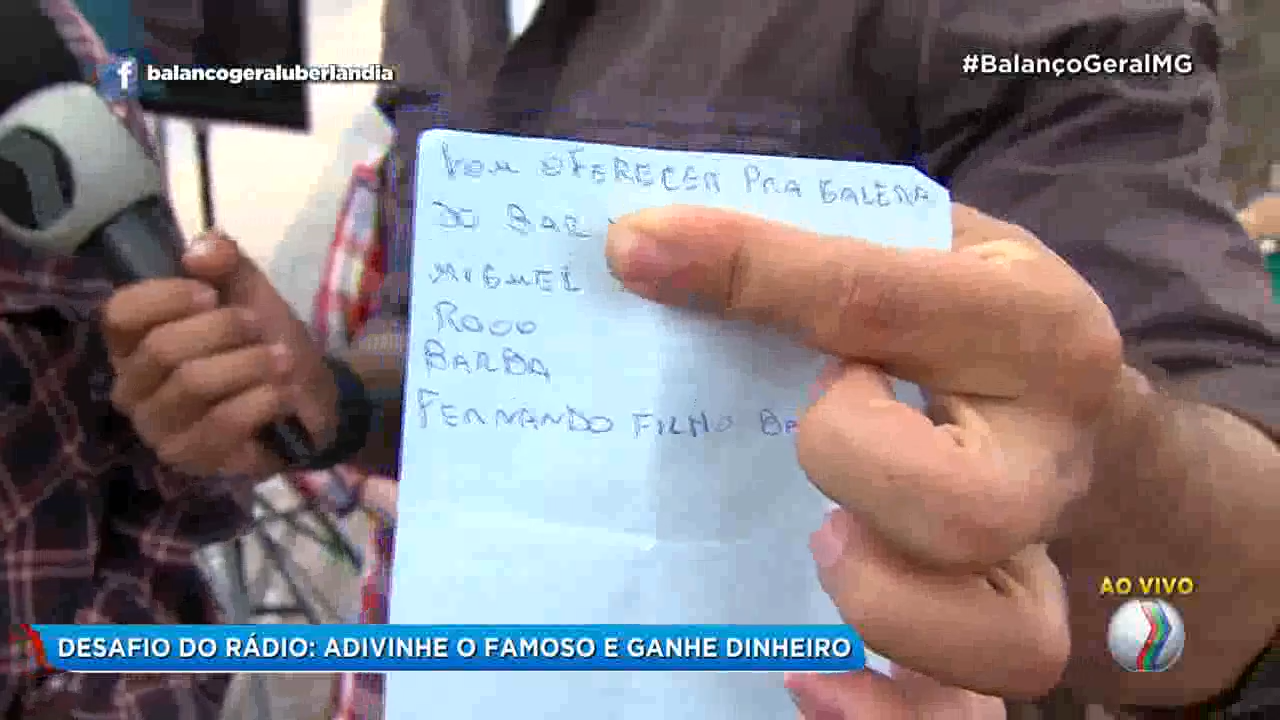 f balancogeraluberlandia
#BalançoGeralMG
Vou OFERECER PRA GALERA
DO BAR
MIGUEL
BARBA
FERNANDO FILHO
AO VIVO
DESAFIO DO RÁDIO: ADIVINHE O FAMOSO E GANHE DINHEIRO